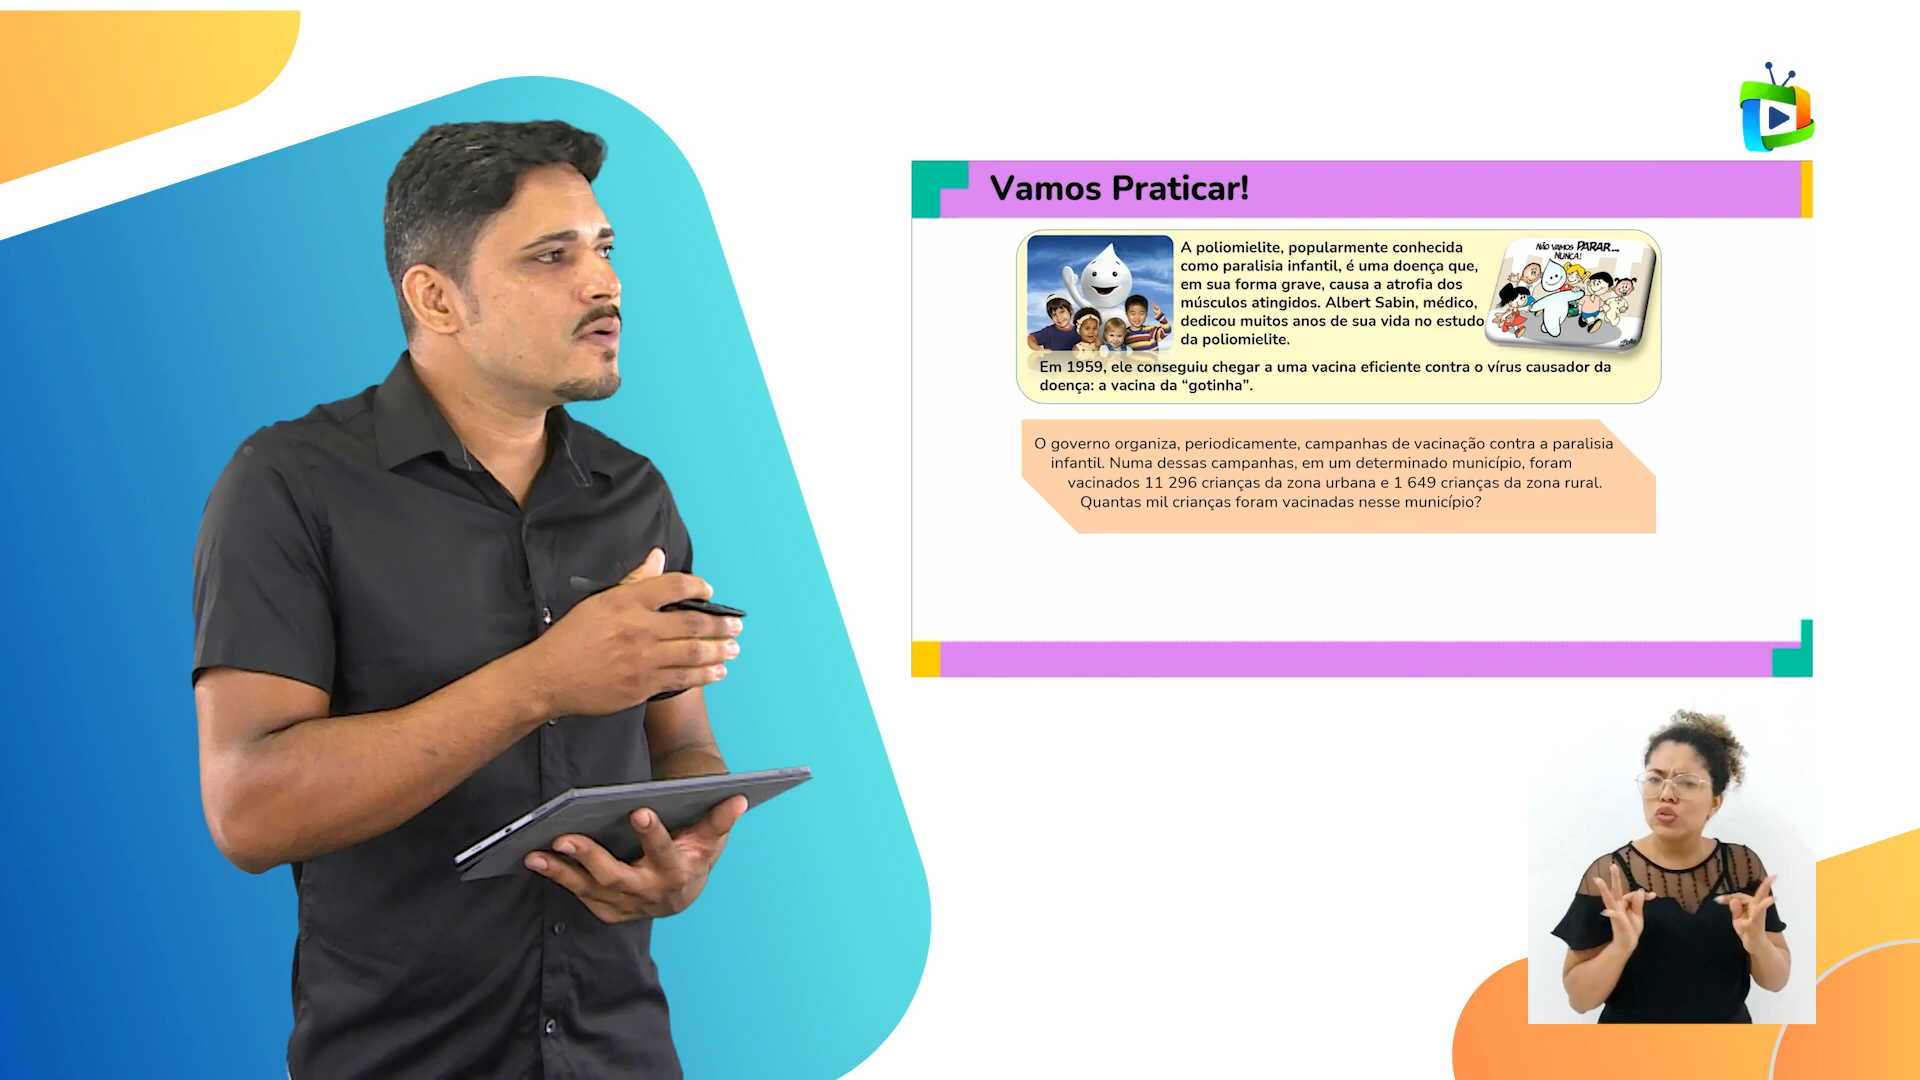 Vamos Praticar!
A poliomielite, popularmente conhecida
como paralisia infantil, é uma doença que,
em sua forma grave, causa a atrofia dos
músculos atingidos. Albert Sabin, médico,
dedicou muitos anos de sua vida no estudo
da poliomielite.
NÃO VAMOS PARAR...
NUNCA!
Em 1959, ele conseguiu chegar a uma vacina eficiente contra o vírus causador da
doença: a vacina da “gotinha”.
O governo organiza, periodicamente, campanhas de vacinação contra a paralisia
infantil. Numa dessas campanhas, em um determinado município, foram
vacinados 11 296 crianças da zona urbana e 1 649 crianças da zona rural.
Quantas mil crianças foram vacinadas nesse município?